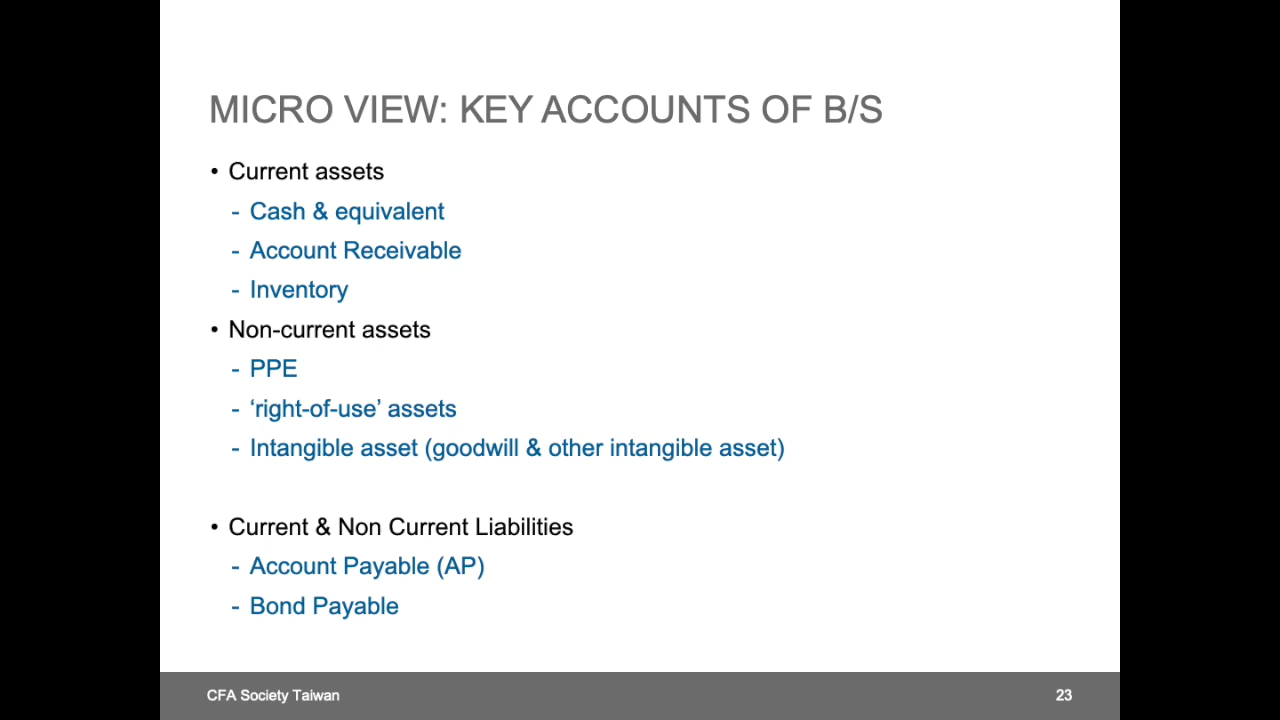 MICRO VIEW: KEY ACCOUNTS OF B/S
• Current assets
- Cash & equivalent
- Account Receivable
- Inventory
• Non-current assets
- PPE
- ‘right-of-use’ assets
- Intangible asset (goodwill & other intangible asset)
• Current & Non Current Liabilities
- Account Payable (AP)
- Bond Payable
CFA Society Taiwan
23